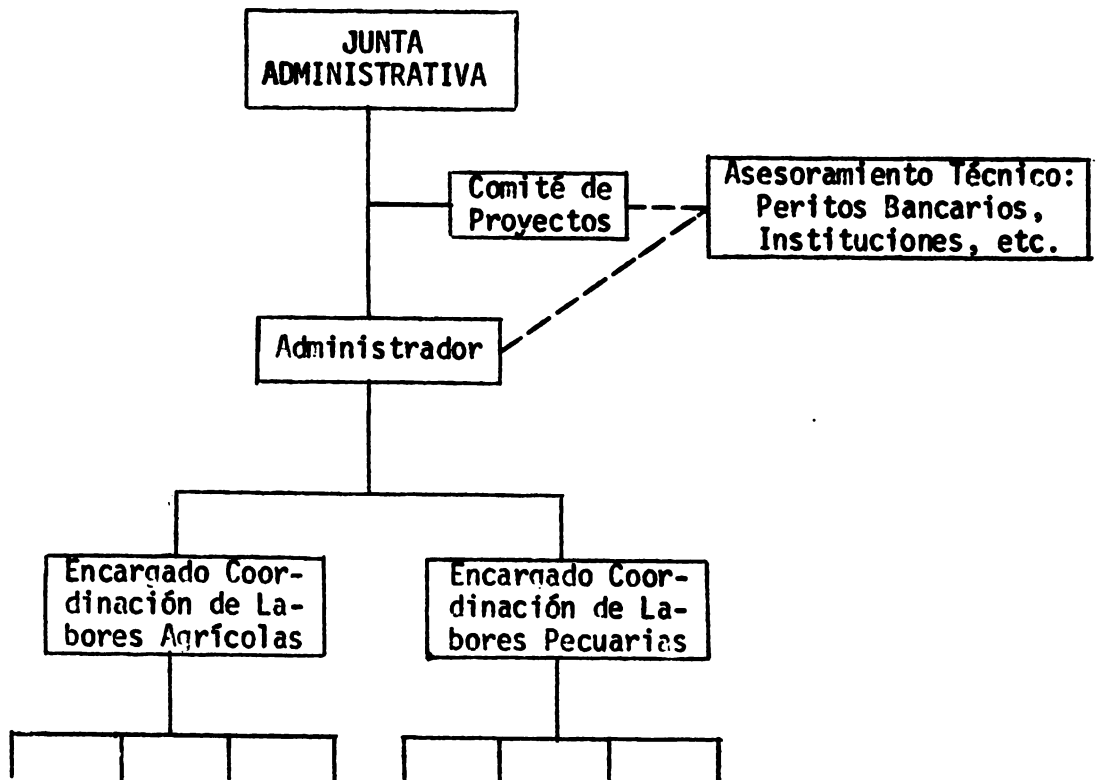 JUNTA
ADMINISTRATIVA
Comité de
Proyectos
Asesoramiento Técnico:
Peritos Bancarios,
Instituciones, etc.
Administrador
Encargado Coor-
dinación de La-
bores Agrícolas
Encargado Coor-
dinación de La-
bores Pecuarias